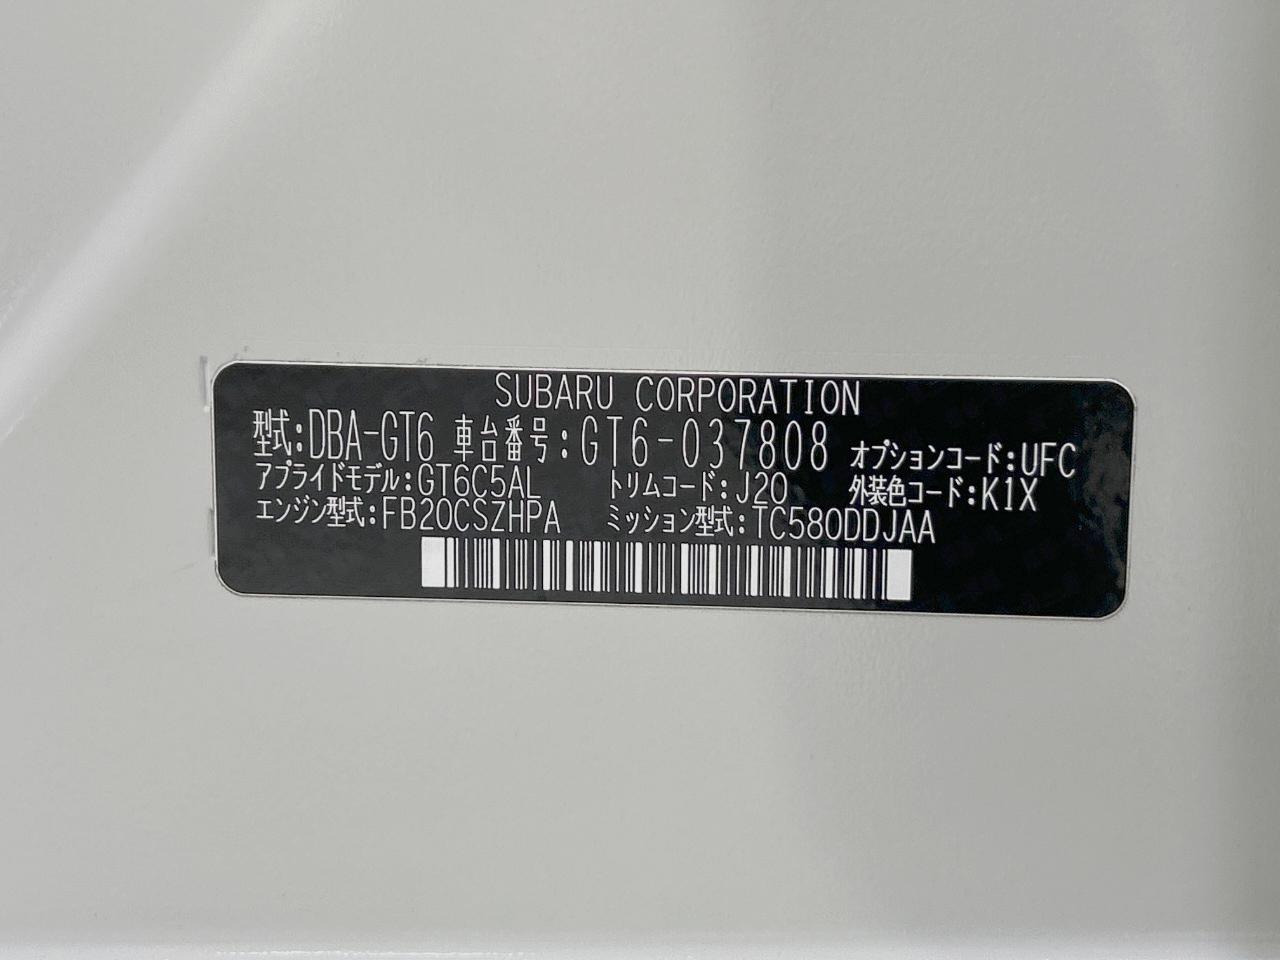 SUBARU CORPORATION
型式:DBA-GT6 車台番号:GT6-037808 オプションコード:UFC
アプライドモデル:GT6C5AL トリムコード:J20 外装色コード:K1X
エンジン型式:FB20CSZHPA ミッション型式:TC580DDJAA